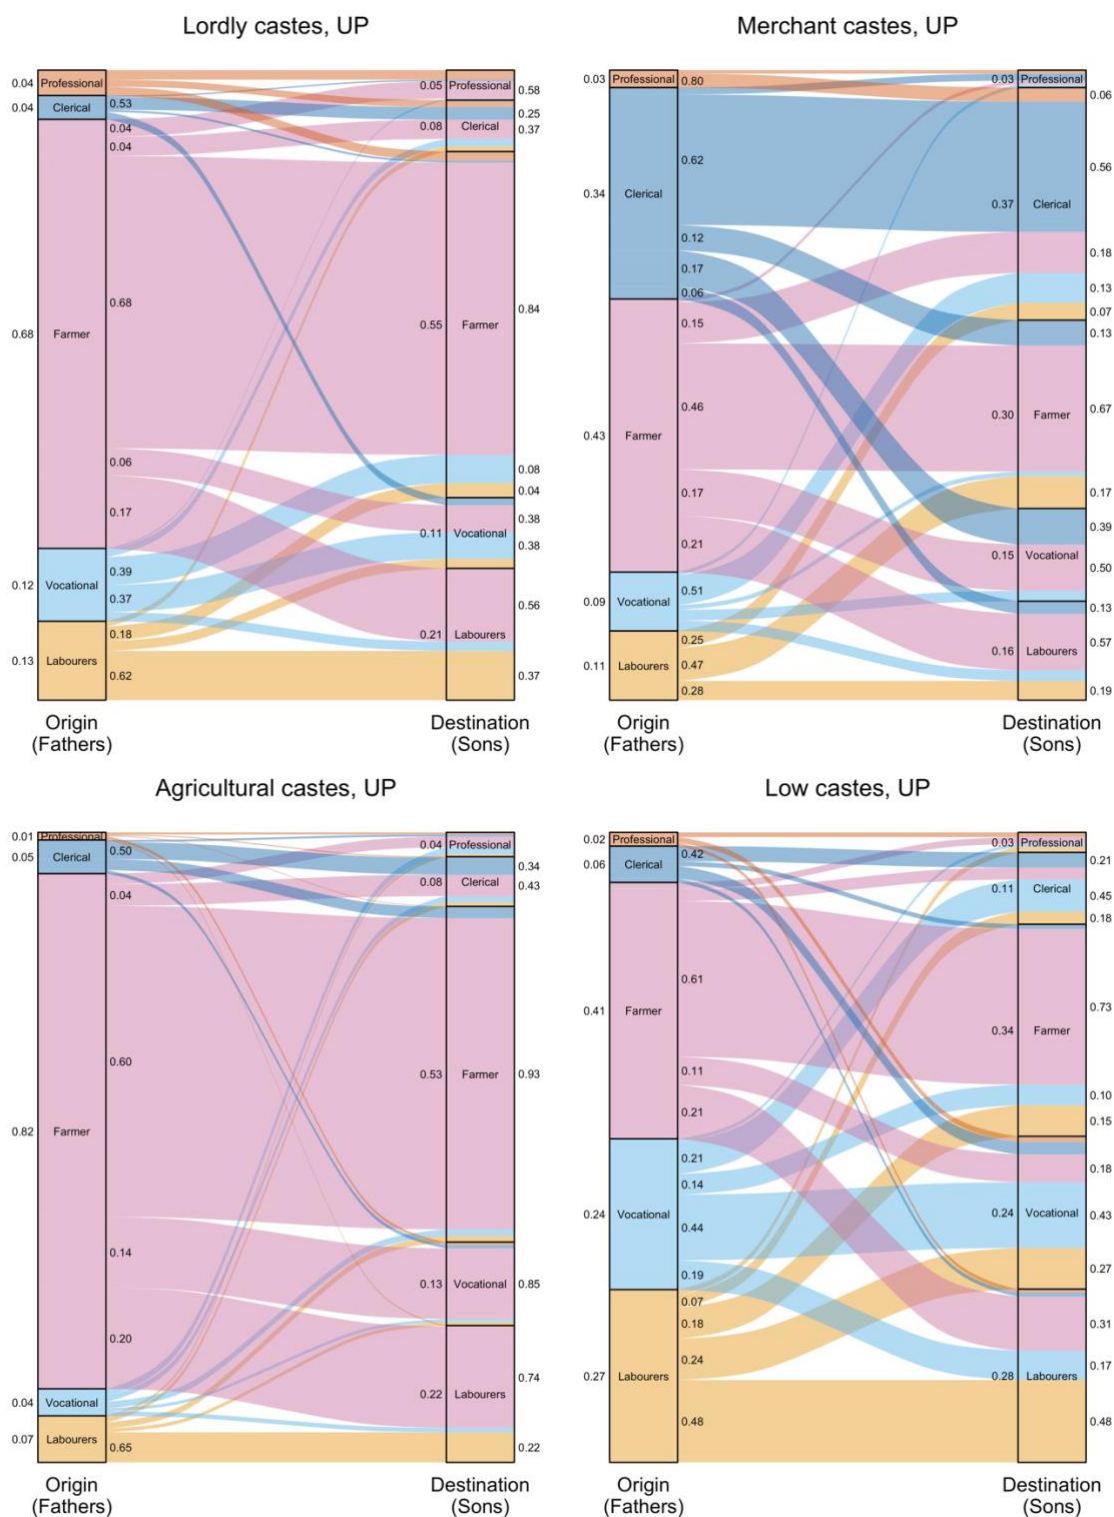 Lordly castes, UP
0.04
Professional
0.04
Clerical
0.53
0.04
0.04
0.68
Farmer
0.68
0.06
0.17
0.12
Vocational
0.39
0.37
0.13
Labourers
0.18
0.62
0.05
Professional
0.58
0.25
0.08
Clerical
0.37
0.55
Farmer
0.84
0.08
0.04
0.38
0.11
Vocational
0.38
0.56
0.21
Labourers
0.37
Origin
(Fathers)
Destination
(Sons)
Merchant castes, UP
0.03
Professional
0.80
0.34
Clerical
0.62
0.12
0.17
0.06
0.43
Farmer
0.15
0.46
0.17
0.21
0.09
Vocational
0.51
0.11
Labourers
0.25
0.47
0.28
0.03
Professional
0.06
0.56
0.37
Clerical
0.18
0.13
0.07
0.13
0.30
Farmer
0.67
0.17
0.39
0.15
Vocational
0.50
0.13
0.57
0.16
Labourers
0.19
Origin
(Fathers)
Destination
(Sons)
Agricultural castes, UP
0.01
Professional
0.05
Clerical
0.50
0.04
0.82
Farmer
0.60
0.14
0.20
0.04
Vocational
0.07
Labourers
0.65
0.04
Professional
0.34
0.08
Clerical
0.43
0.53
Farmer
0.93
0.13
Vocational
0.85
0.74
0.22
Labourers
0.22
Origin
(Fathers)
Destination
(Sons)
Low castes, UP
0.02
Professional
0.06
Clerical
0.42
0.41
Farmer
0.61
0.11
0.21
0.24
Vocational
0.21
0.14
0.44
0.19
0.27
Labourers
0.07
0.18
0.24
0.48
0.03
Professional
0.21
0.11
Clerical
0.45
0.18
0.34
Farmer
0.73
0.10
0.15
0.18
0.24
Vocational
0.43
0.27
0.31
0.28
Labourers
0.17
0.48
Origin
(Fathers)
Destination
(Sons)